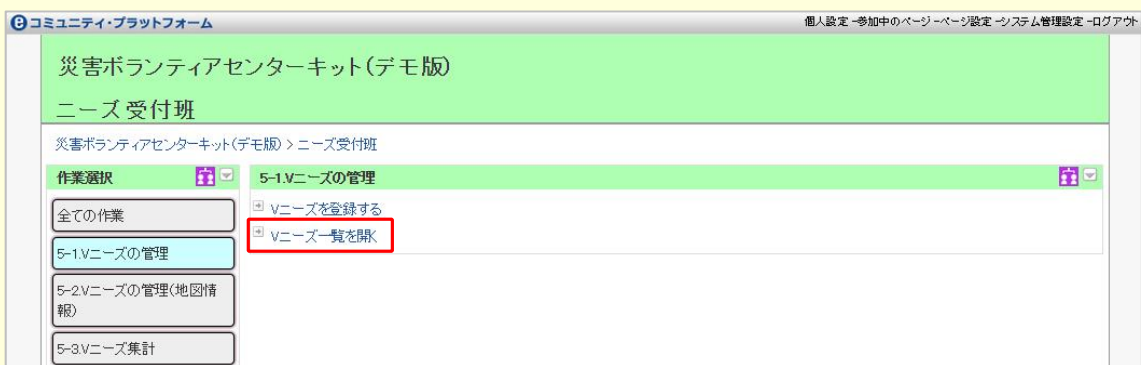 eコミュニティ・プラットフォーム
個人設定-参加中のページ-ページ設定-システム管理設定-ログアウト
災害ボランティアセンターキット(デモ版)
ニーズ受付班
災害ボランティアセンターキット(デモ版) > ニーズ受付班
作業選択
5-1.Vニーズの管理
全ての作業
Vニーズを登録する
Vニーズ一覧を開く
5-1.Vニーズの管理
5-2.Vニーズの管理(地図情
報)
5-3.Vニーズ集計